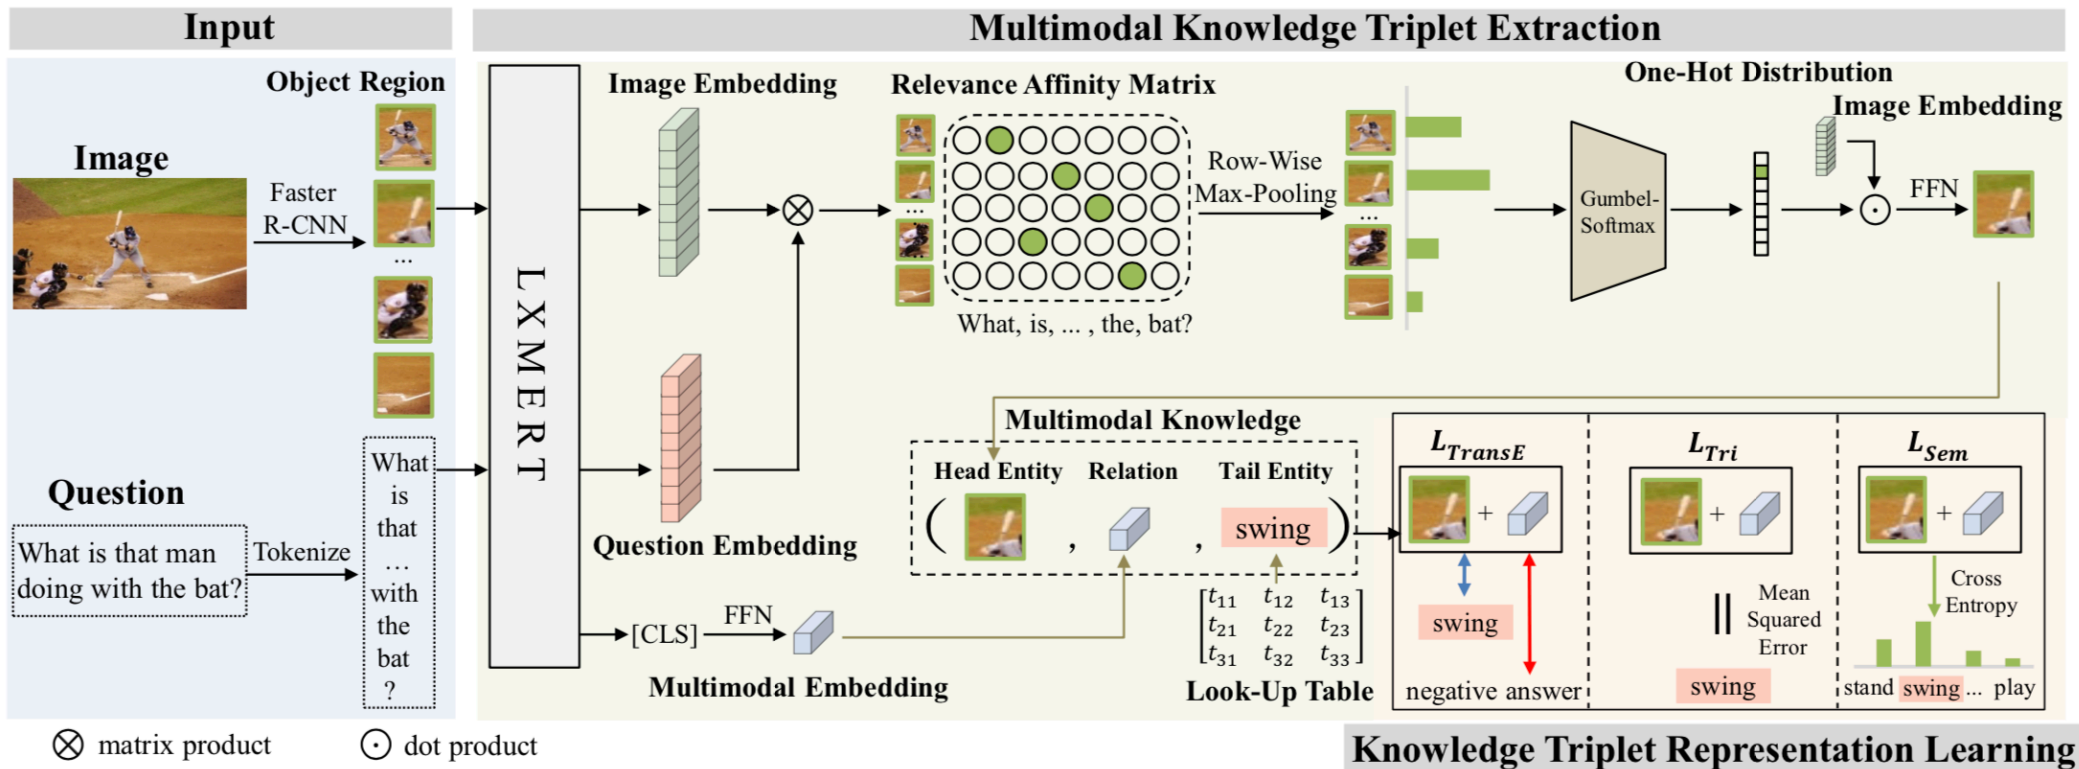 Input
Multimodal Knowledge Triplet Extraction
Object Region
Image
Faster
R-CNN
...
Question
What is that man
doing with the bat?
Tokenize
What
is
that
...
with
the
bat
?
LXMERT
Image Embedding
Question Embedding
[CLS]
FFN
Multimodal Embedding
Relevance Affinity Matrix
...
What, is, ... , the, bat?
Row-Wise
Max-Pooling
...
Gumbel-
Softmax
One-Hot Distribution
Image Embedding
FFN
Multimodal Knowledge
Head Entity
Relation
Tail Entity
( , , swing )
t11 t12 t13
t21 t22 t23
t31 t32 t33
Look-Up Table
L_TransE
+
swing
negative answer
L_Tri
+
Mean
Squared
Error
swing
L_Sem
+
Cross
Entropy
stand swing ... play
matrix product
dot product
Knowledge Triplet Representation Learning